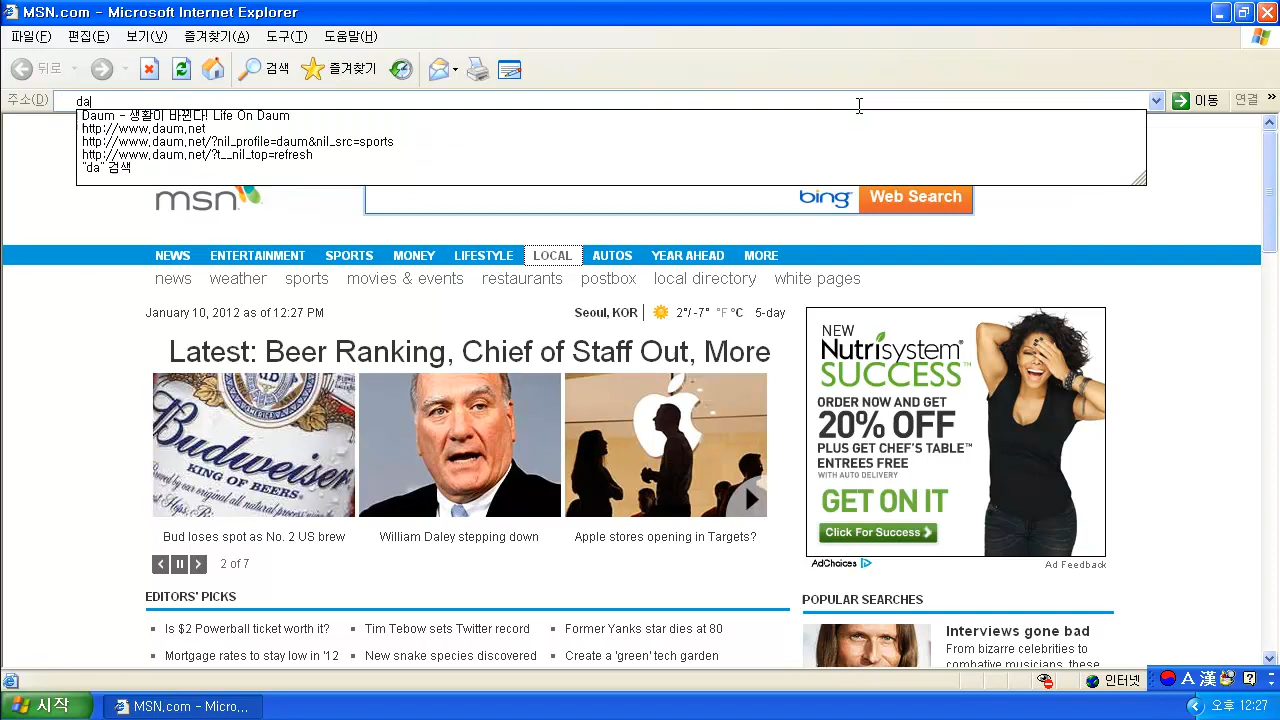 MSN.com - Microsoft Internet Explorer
파일(F) 편집(E) 보기(V) 즐겨찾기(A) 도구(T) 도움말(H)
뒤로 검색 즐겨찾기
주소(D) da 이동 연결 »
Daum - 생활이 바뀐다! Life On Daum
http://www.daum.net
http://www.daum.net/?nil_profile=daum&nil_src=sports
http://www.daum.net/?t__nil_top=refresh
"da" 검색
msn bing Web Search
NEWS ENTERTAINMENT SPORTS MONEY LIFESTYLE LOCAL AUTOS YEAR AHEAD MORE
news weather sports movies & events restaurants postbox local directory white pages
January 10, 2012 as of 12:27 PM Seoul, KOR 2°/-7° °F °C 5-day
Latest: Beer Ranking, Chief of Staff Out, More
Budweiser
KING OF BEERS
Bud ousted as No. 2 US brew William Daley stepping down Apple stores opening in Targets?
2 of 7
NEW
Nutrisystem®
SUCCESS™
ORDER NOW AND GET
20% OFF
PLUS GET CHEF'S TABLE™
ENTREES FREE
WITH AUTO DELIVERY
GET ON IT
Click For Success
AdChoices Ad Feedback
EDITORS' PICKS
Is $2 Powerball ticket worth it? Tim Tebow sets Twitter record Former Yanks star dies at 80
Mortgage rates to stay low in '12 New snake species discovered Create a 'green' tech garden
POPULAR SEARCHES
Interviews gone bad
From bizarre celebrities to
combative musicians, these
인터넷 A 漢
시작 MSN.com - Micro... 오후 12:27